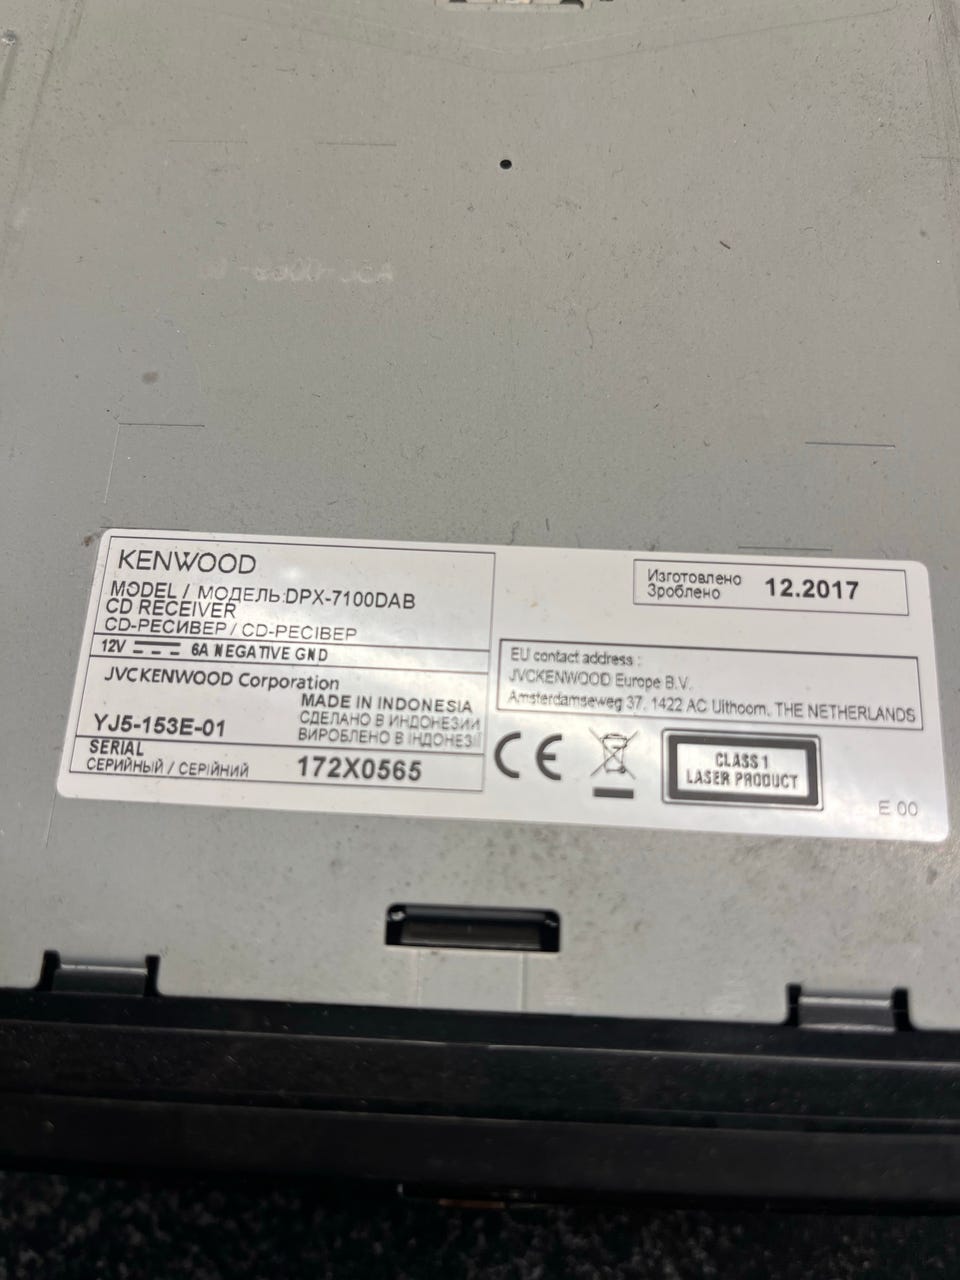 KENWOOD
MODEL / МОДЕЛЬ:DPX-7100DAB
CD RECEIVER
CD-РЕСИВЕР / CD-РЕСІВЕР
12V 6A NEGATIVE GND
JVCKENWOOD Corporation
MADE IN INDONESIA
СДЕЛАНО В ИНДОНЕЗИИ
YJ5-153E-01
ВИРОБЛЕНО В ІНДОНЕЗІ
SERIAL
СЕРИЙНЫЙ / СЕРІЙНИЙ 172X0565
Изготовлено
Зроблено 12.2017
EU contact address :
JVCKENWOOD Europe B.V.
Amsterdamseweg 37, 1422 AC Uithoorn, THE NETHERLANDS
CE
CLASS 1
LASER PRODUCT
E 00